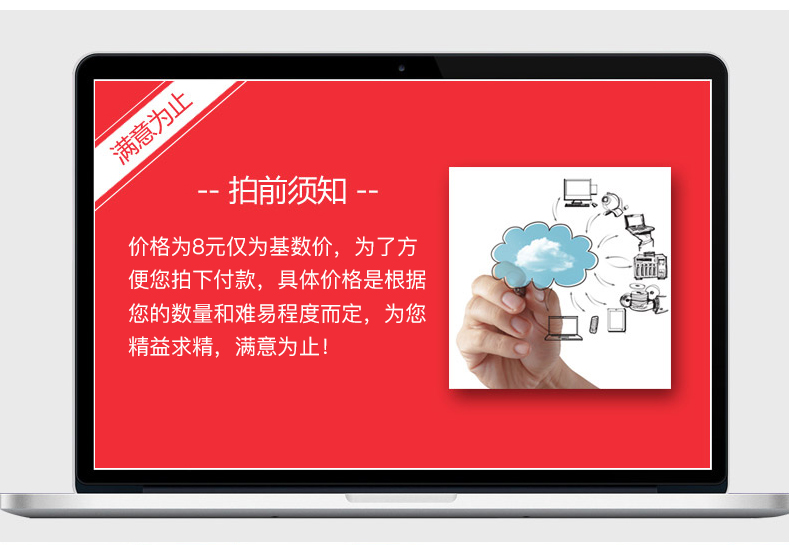 满意为止
-- 拍前须知 --
价格为8元仅为基数价，为了方
便您拍下付款，具体价格是根据
您的数量和难易程度而定，为您
精益求精，满意为止！